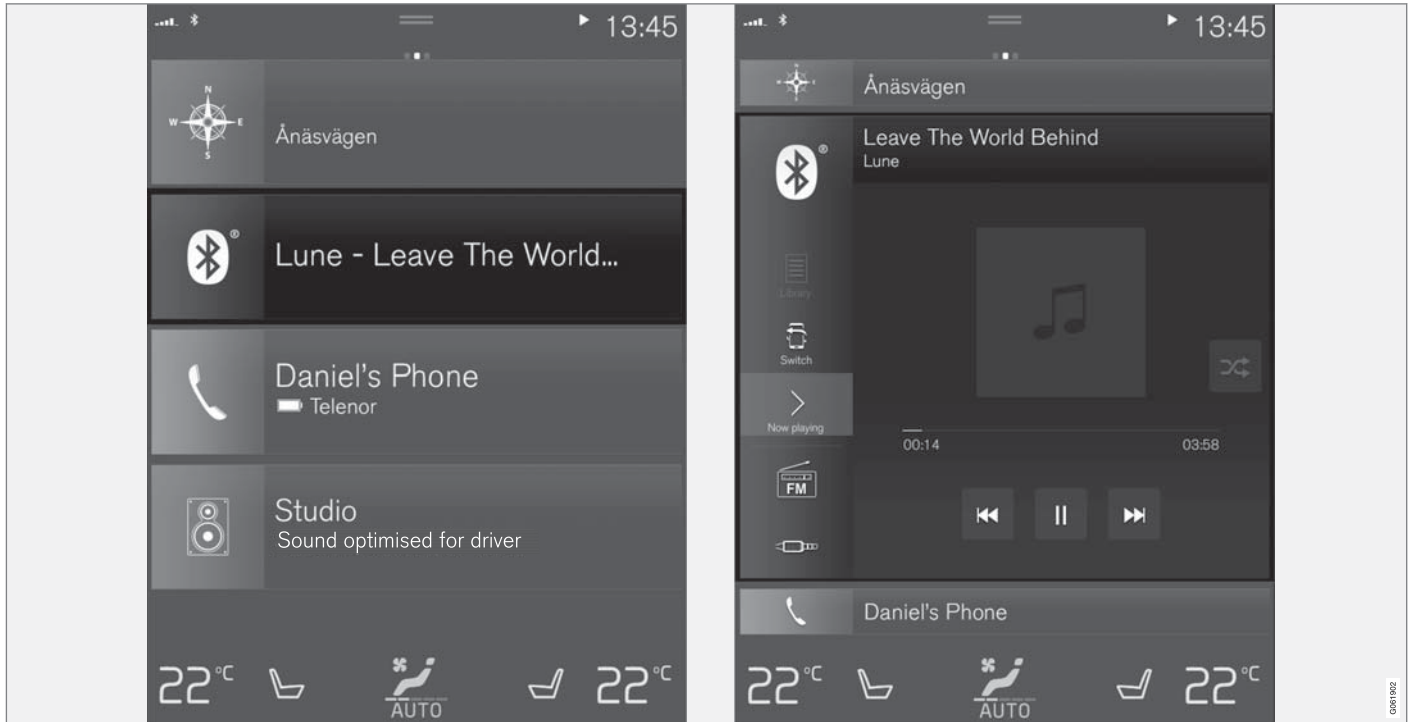 13:45
N
W E
S
Ånäsvägen
®
Lune - Leave The World...
Daniel's Phone
Telenor
Studio
Sound optimised for driver
22°C
AUTO
22°C
13:45
N
Ånäsvägen
®
Leave The World Behind
Lune
Library
Switch
Now playing
00:14
03:58
FM
Daniel's Phone
22°C
AUTO
22°C
G061902